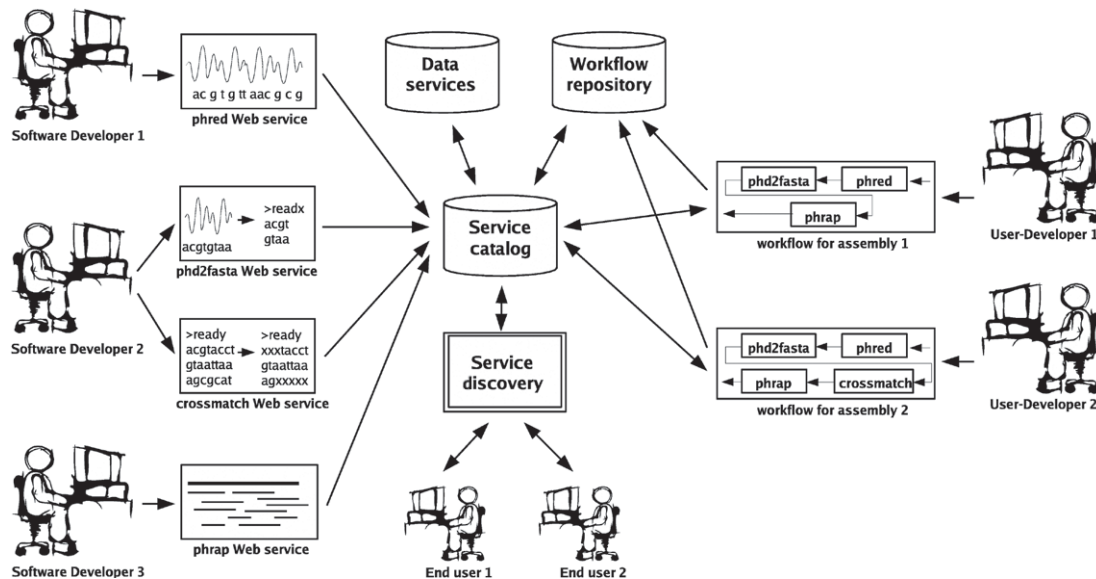 ac g t g tt aac g c g
phred Web service
Software Developer 1
>readx
acgt
gtaa
acgtgtaa
phd2fasta Web service
Software Developer 2
>ready
acgtacct
gtaattaa
agcgcat
>ready
xxxtacct
gtaattaa
agxxxxx
crossmatch Web service
phrap Web service
Software Developer 3
Data
services
Workflow
repository
Service
catalog
Service
discovery
End user 1
End user 2
phd2fasta
phred
phrap
workflow for assembly 1
User-Developer 1
phd2fasta
phred
phrap
crossmatch
workflow for assembly 2
User-Developer 2